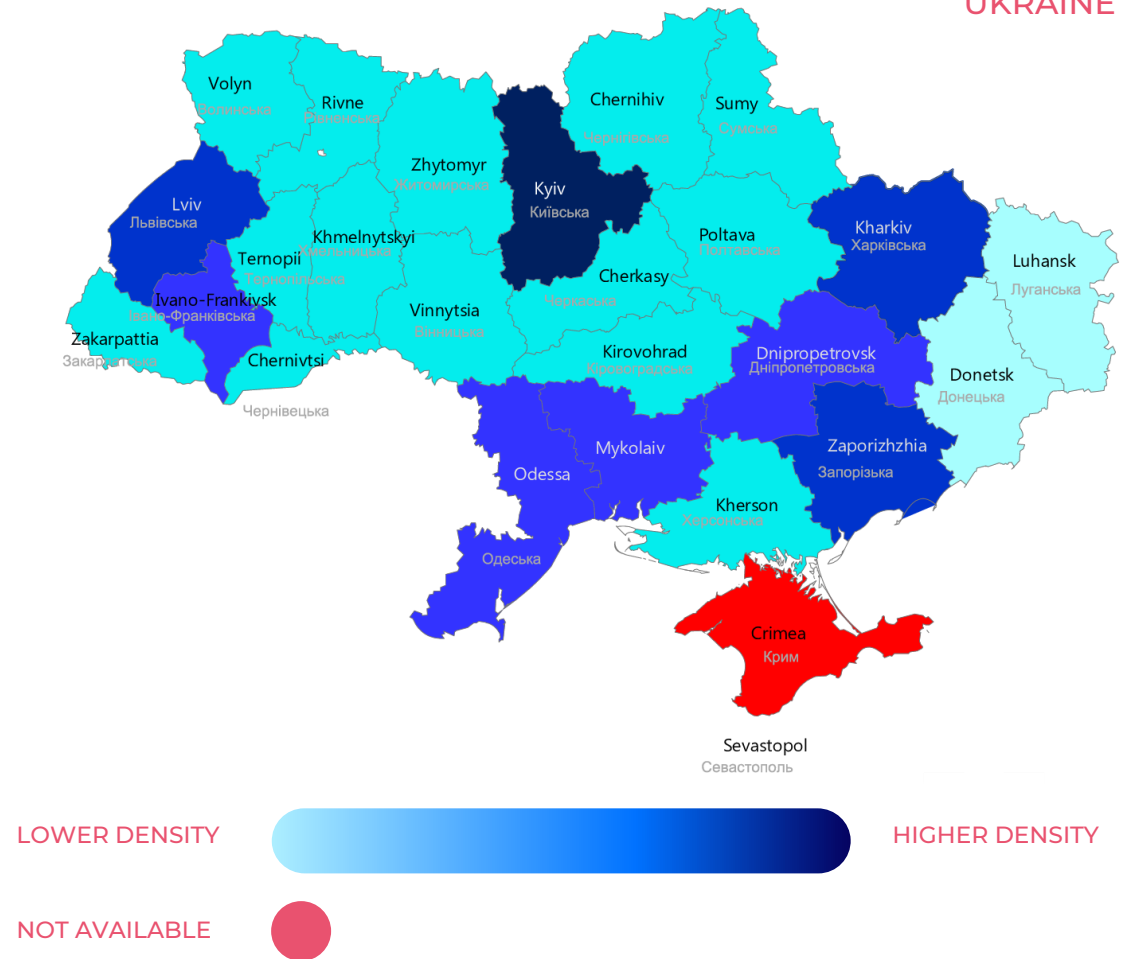 UKRAINE
Volyn
Волинська
Rivne
Рівненська
Chernihiv
Чернігівська
Sumy
Сумська
Zhytomyr
Житомирська
Kyiv
Київська
Lviv
Львівська
Khmelnytskyi
Хмельницька
Ternopii
Тернопільська
Poltava
Полтавська
Kharkiv
Харківська
Luhansk
Луганська
Cherkasy
Черкаська
Ivano-Frankivsk
Івано-Франківська
Vinnytsia
Вінницька
Zakarpattia
Закарпатська
Chernivtsi
Чернівецька
Kirovohrad
Кіровоградська
Dnipropetrovsk
Дніпропетровська
Donetsk
Донецька
Mykolaiv
Zaporizhzhia
Запорізька
Odessa
Одеська
Kherson
Херсонська
Crimea
Крим
Sevastopol
Севастополь
LOWER DENSITY
HIGHER DENSITY
NOT AVAILABLE